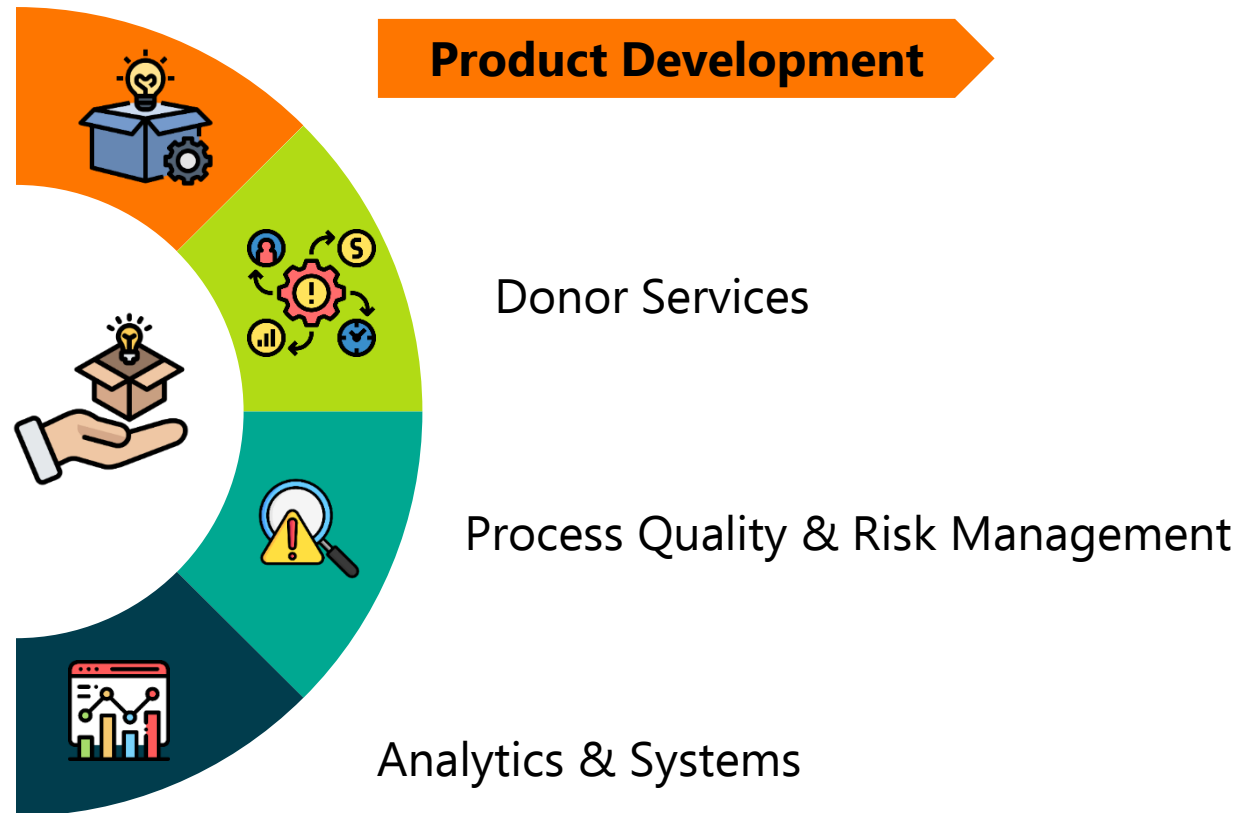 Product Development
Donor Services
Process Quality & Risk Management
Analytics & Systems